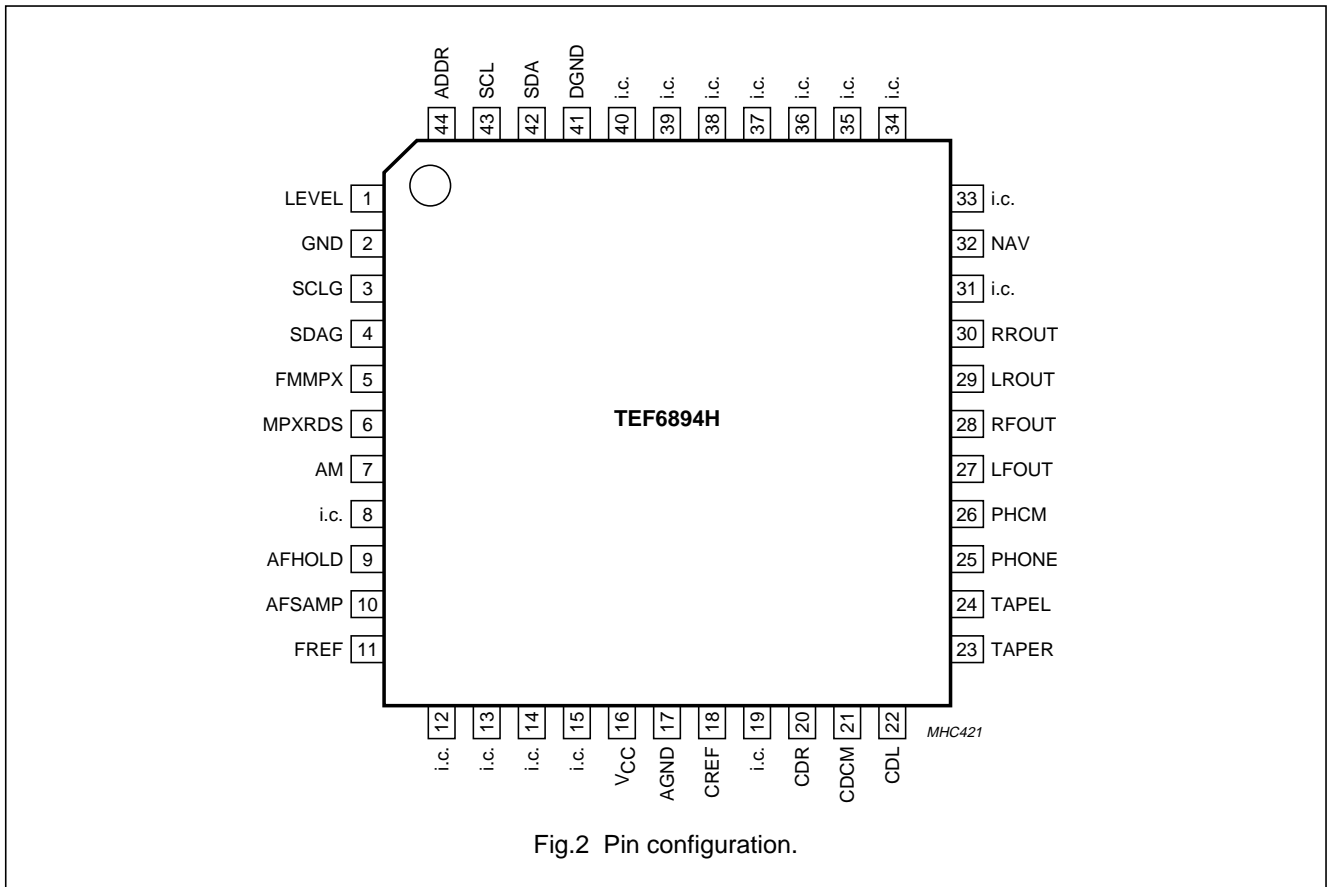 ADDR
SCL
SDA
DGND
i.c.
i.c.
i.c.
i.c.
i.c.
i.c.
i.c.
44
43
42
41
40
39
38
37
36
35
34
LEVEL 1
GND 2
SCLG 3
SDAG 4
FMMPX 5
MPXRDS 6
AM 7
i.c. 8
AFHOLD 9
AFSAMP 10
FREF 11
TEF6894H
33 i.c.
32 NAV
31 i.c.
30 RROUT
29 LROUT
28 RFOUT
27 LFOUT
26 PHCM
25 PHONE
24 TAPEL
23 TAPER
12
13
14
15
16
17
18
19
20
21
22
i.c.
i.c.
i.c.
i.c.
VCC
AGND
CREF
i.c.
CDR
CDCM
CDL
MHC421
Fig.2 Pin configuration.